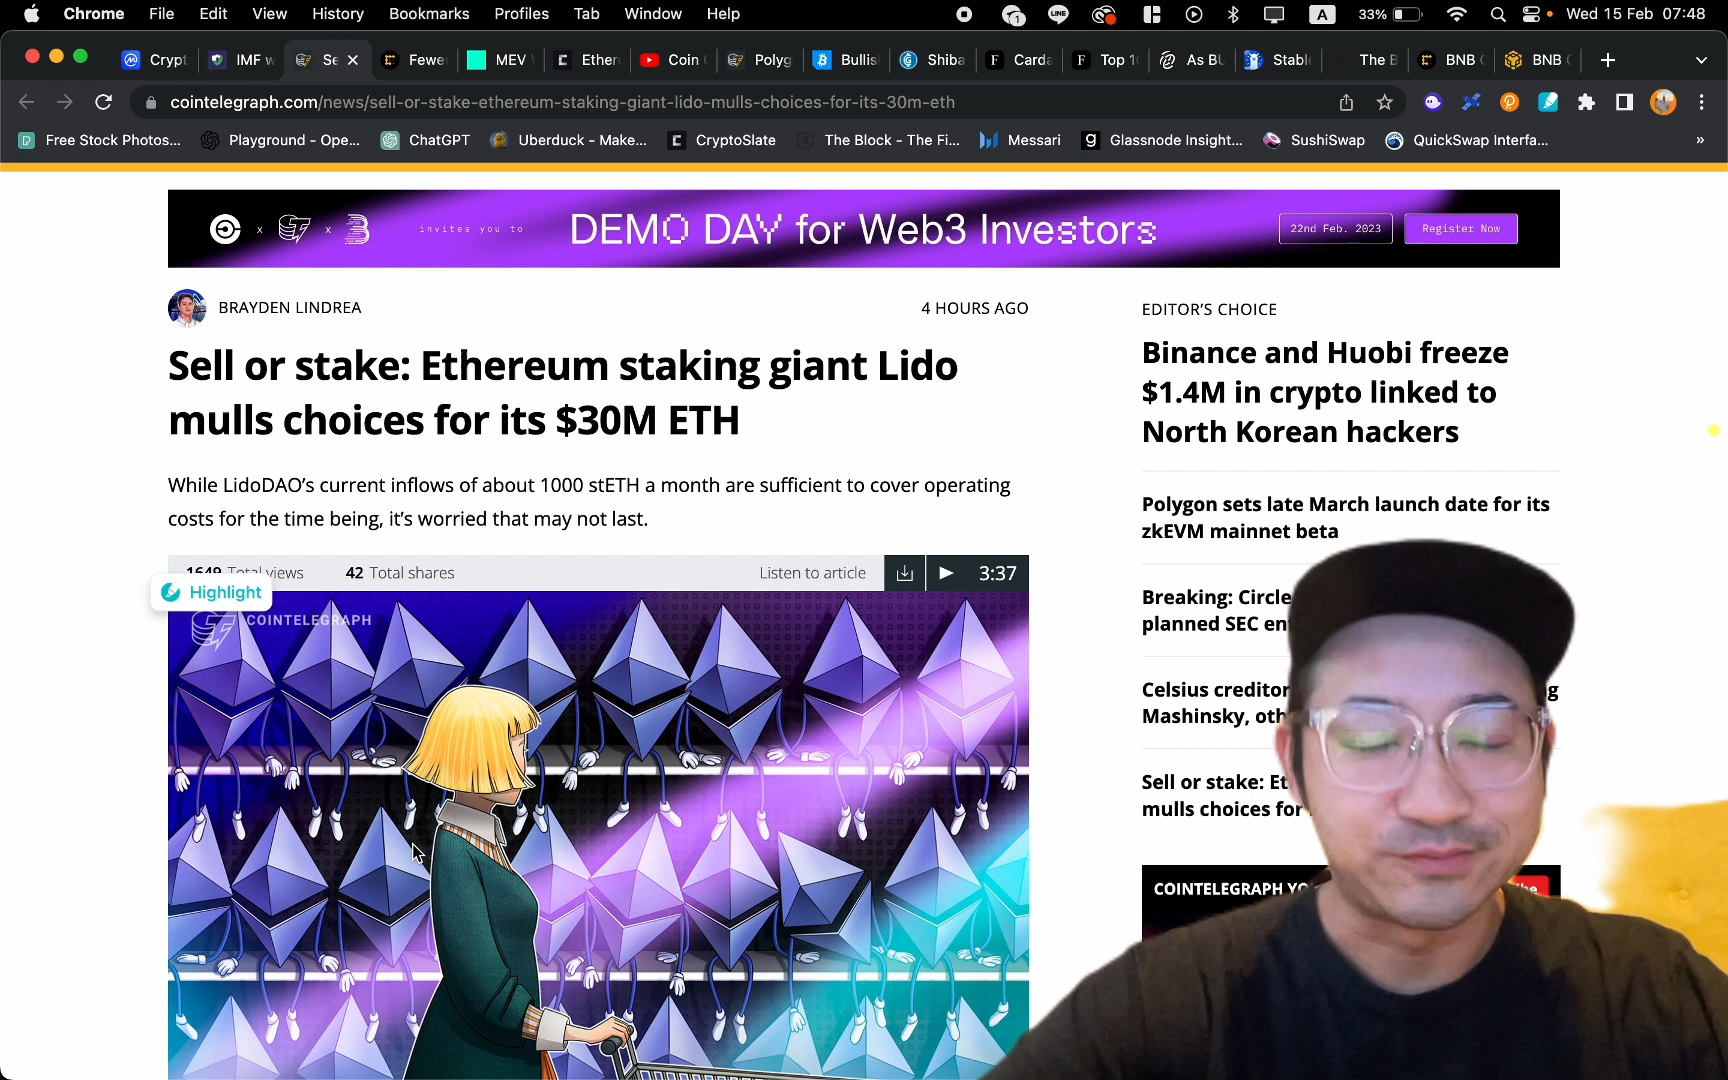 Chrome File Edit View History Bookmarks Profiles Tab Window Help 1 LINE A 33% Wed 15 Feb 07:48
Crypt IMF w Se Fewe MEV Ether Coin Polyg Bullis Shiba Carda Top 1 As BU Stabl The B BNB BNB
cointelegraph.com/news/sell-or-stake-ethereum-staking-giant-lido-mulls-choices-for-its-30m-eth
Free Stock Photos... Playground - Ope... ChatGPT Uberduck - Make... CryptoSlate The Block - The Fi... Messari Glassnode Insight... SushiSwap QuickSwap Interfa... »
x x invites you to DEMO DAY for Web3 Investors 22nd Feb. 2023 Register Now
BRAYDEN LINDREA 4 HOURS AGO
Sell or stake: Ethereum staking giant Lido
mulls choices for its $30M ETH
While LidoDAO’s current inflows of about 1000 stETH a month are sufficient to cover operating
costs for the time being, it’s worried that may not last.
1649 Total views 42 Total shares Listen to article 3:37
Highlight
COINTELEGRAPH
EDITOR’S CHOICE
Binance and Huobi freeze
$1.4M in crypto linked to
North Korean hackers
Polygon sets late March launch date for its
zkEVM mainnet beta
Breaking: Circle
planned SEC en
Celsius creditor g
Mashinsky, oth
Sell or stake: Et
mulls choices for
COINTELEGRAPH YO be